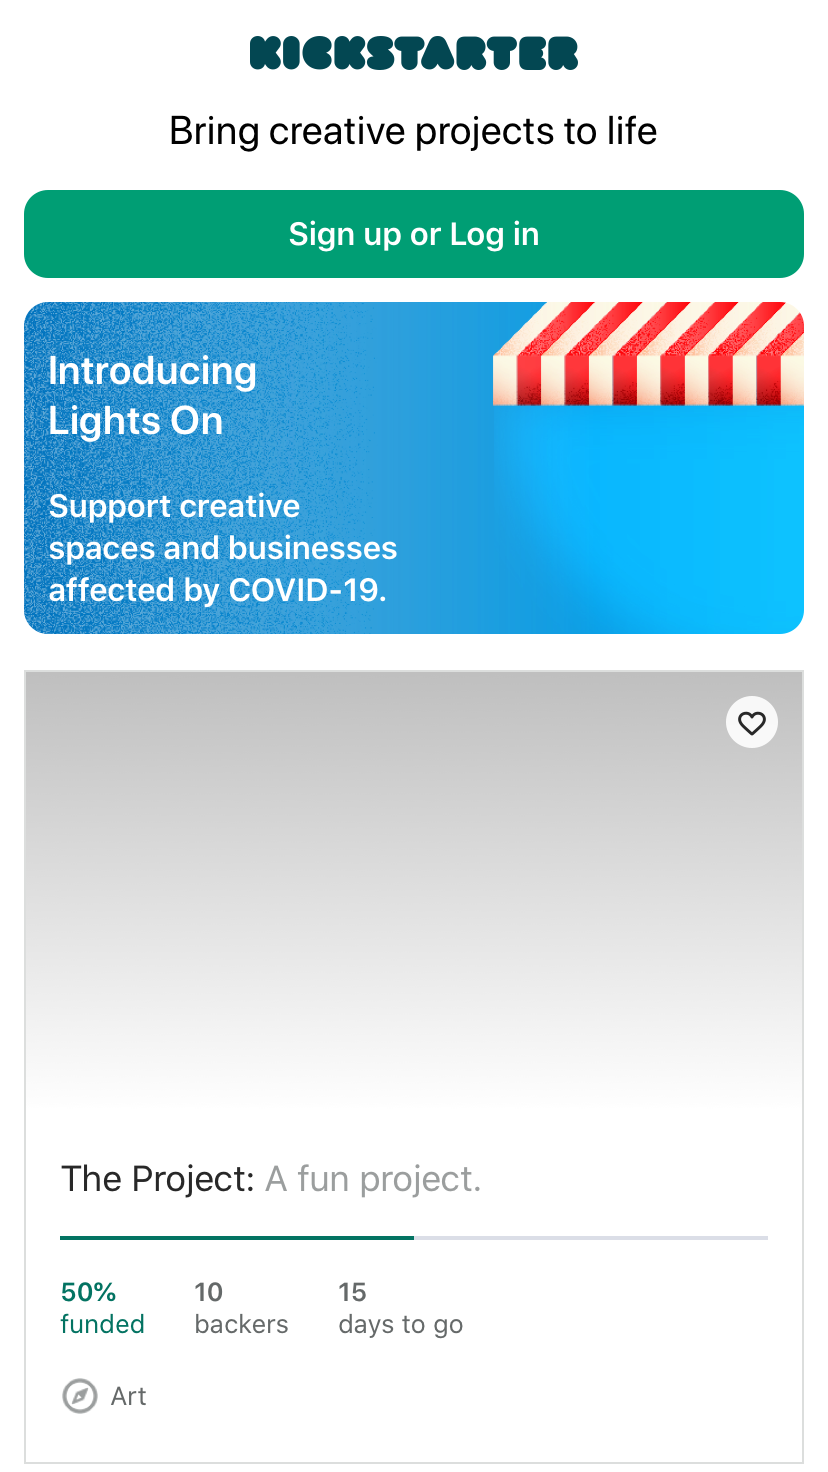 KICKSTARTER
Bring creative projects to life
Sign up or Log in
Introducing
Lights On
Support creative
spaces and businesses
affected by COVID-19.
The Project: A fun project.
50% 10 15
funded backers days to go
Art